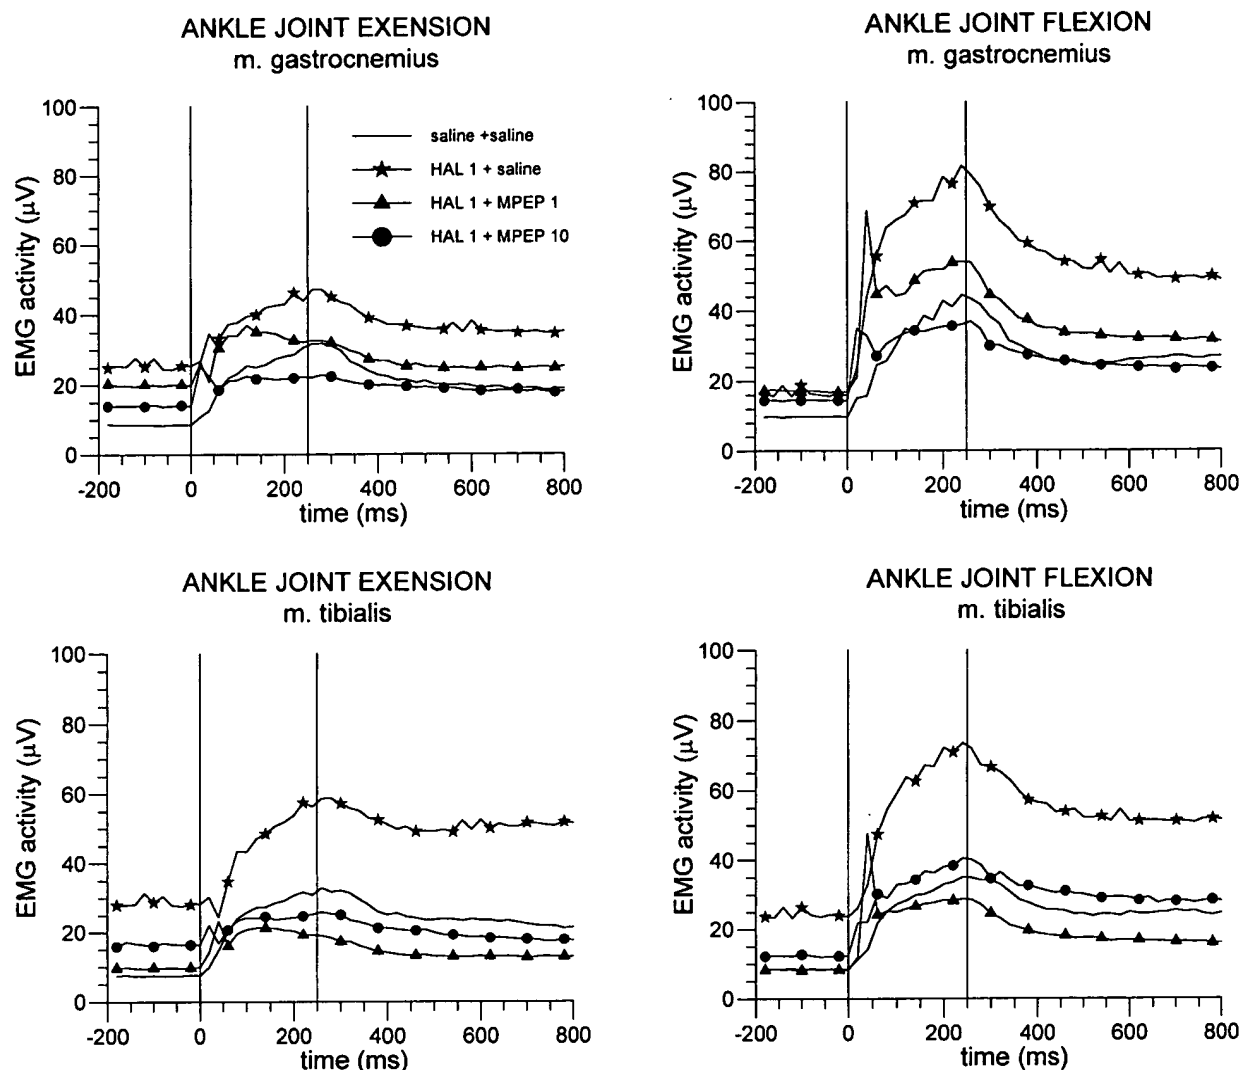 ANKLE JOINT EXENSION
m. gastrocnemius
EMG activity (µV)
100
80
60
40
20
0
-200
0
200
400
600
800
time (ms)
saline +saline
HAL 1 + saline
HAL 1 + MPEP 1
HAL 1 + MPEP 10
ANKLE JOINT FLEXION
m. gastrocnemius
EMG activity (µV)
100
80
60
40
20
0
-200
0
200
400
600
800
time (ms)
ANKLE JOINT EXENSION
m. tibialis
EMG activity (µV)
100
80
60
40
20
0
-200
0
200
400
600
800
time (ms)
ANKLE JOINT FLEXION
m. tibialis
EMG activity (µV)
100
80
60
40
20
0
-200
0
200
400
600
800
time (ms)